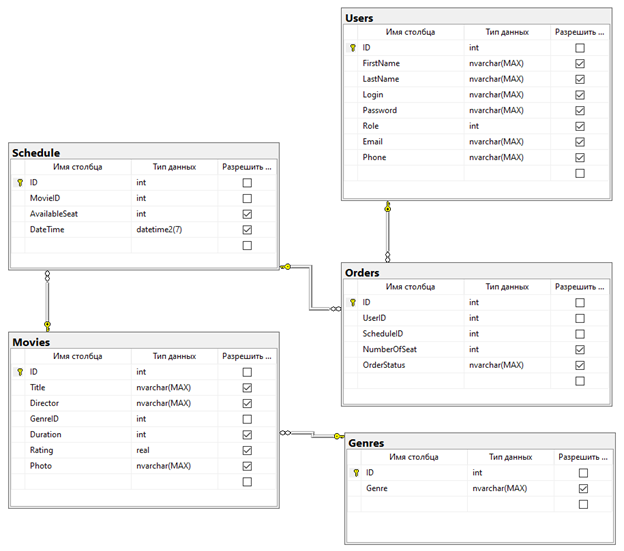 Users
Имя столбца Тип данных Разрешить ...
ID int
FirstName nvarchar(MAX)
LastName nvarchar(MAX)
Login nvarchar(MAX)
Password nvarchar(MAX)
Role int
Email nvarchar(MAX)
Phone nvarchar(MAX)
Schedule
Имя столбца Тип данных Разрешить ...
ID int
MovieID int
AvailableSeat int
DateTime datetime2(7)
Orders
Имя столбца Тип данных Разрешить ...
ID int
UserID int
ScheduleID int
NumberOfSeat int
OrderStatus nvarchar(MAX)
Movies
Имя столбца Тип данных Разрешить ...
ID int
Title nvarchar(MAX)
Director nvarchar(MAX)
GenreID int
Duration int
Rating real
Photo nvarchar(MAX)
Genres
Имя столбца Тип данных Разрешить ...
ID int
Genre nvarchar(MAX)